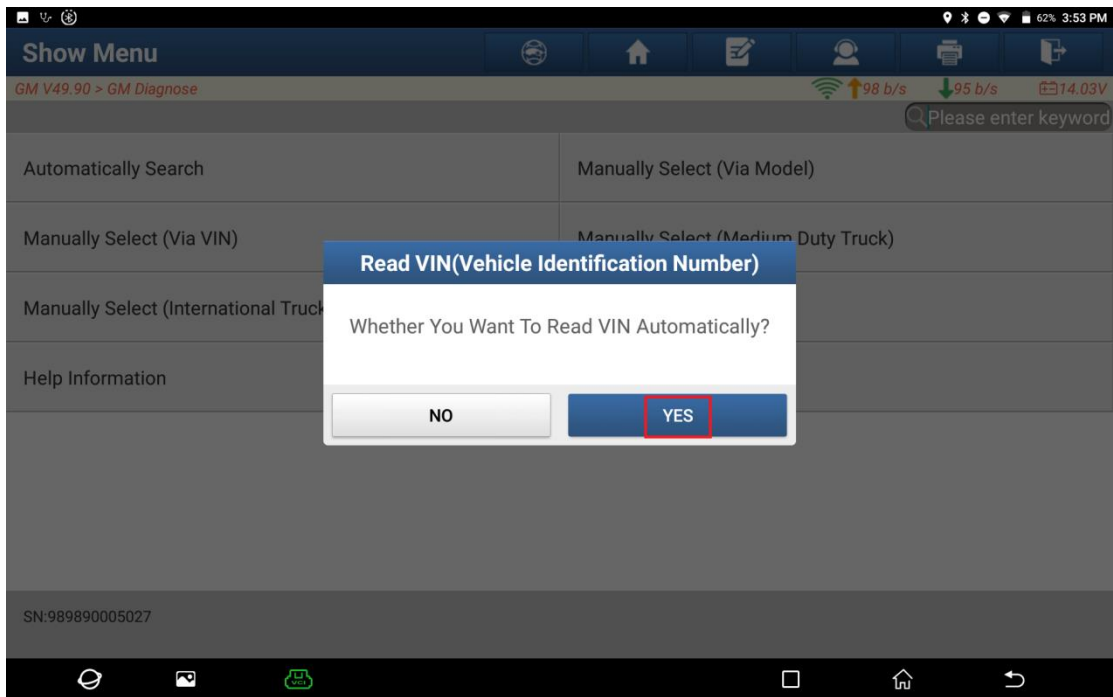 62% 3:53 PM
Show Menu
GM V49.90 > GM Diagnose
98 b/s
95 b/s
14.03V
Please enter keyword
Automatically Search
Manually Select (Via Model)
Manually Select (Via VIN)
Manually Select (Medium Duty Truck)
Manually Select (International Truck
Help Information
Read VIN(Vehicle Identification Number)
Whether You Want To Read VIN Automatically?
NO
YES
SN:989890005027
VCI